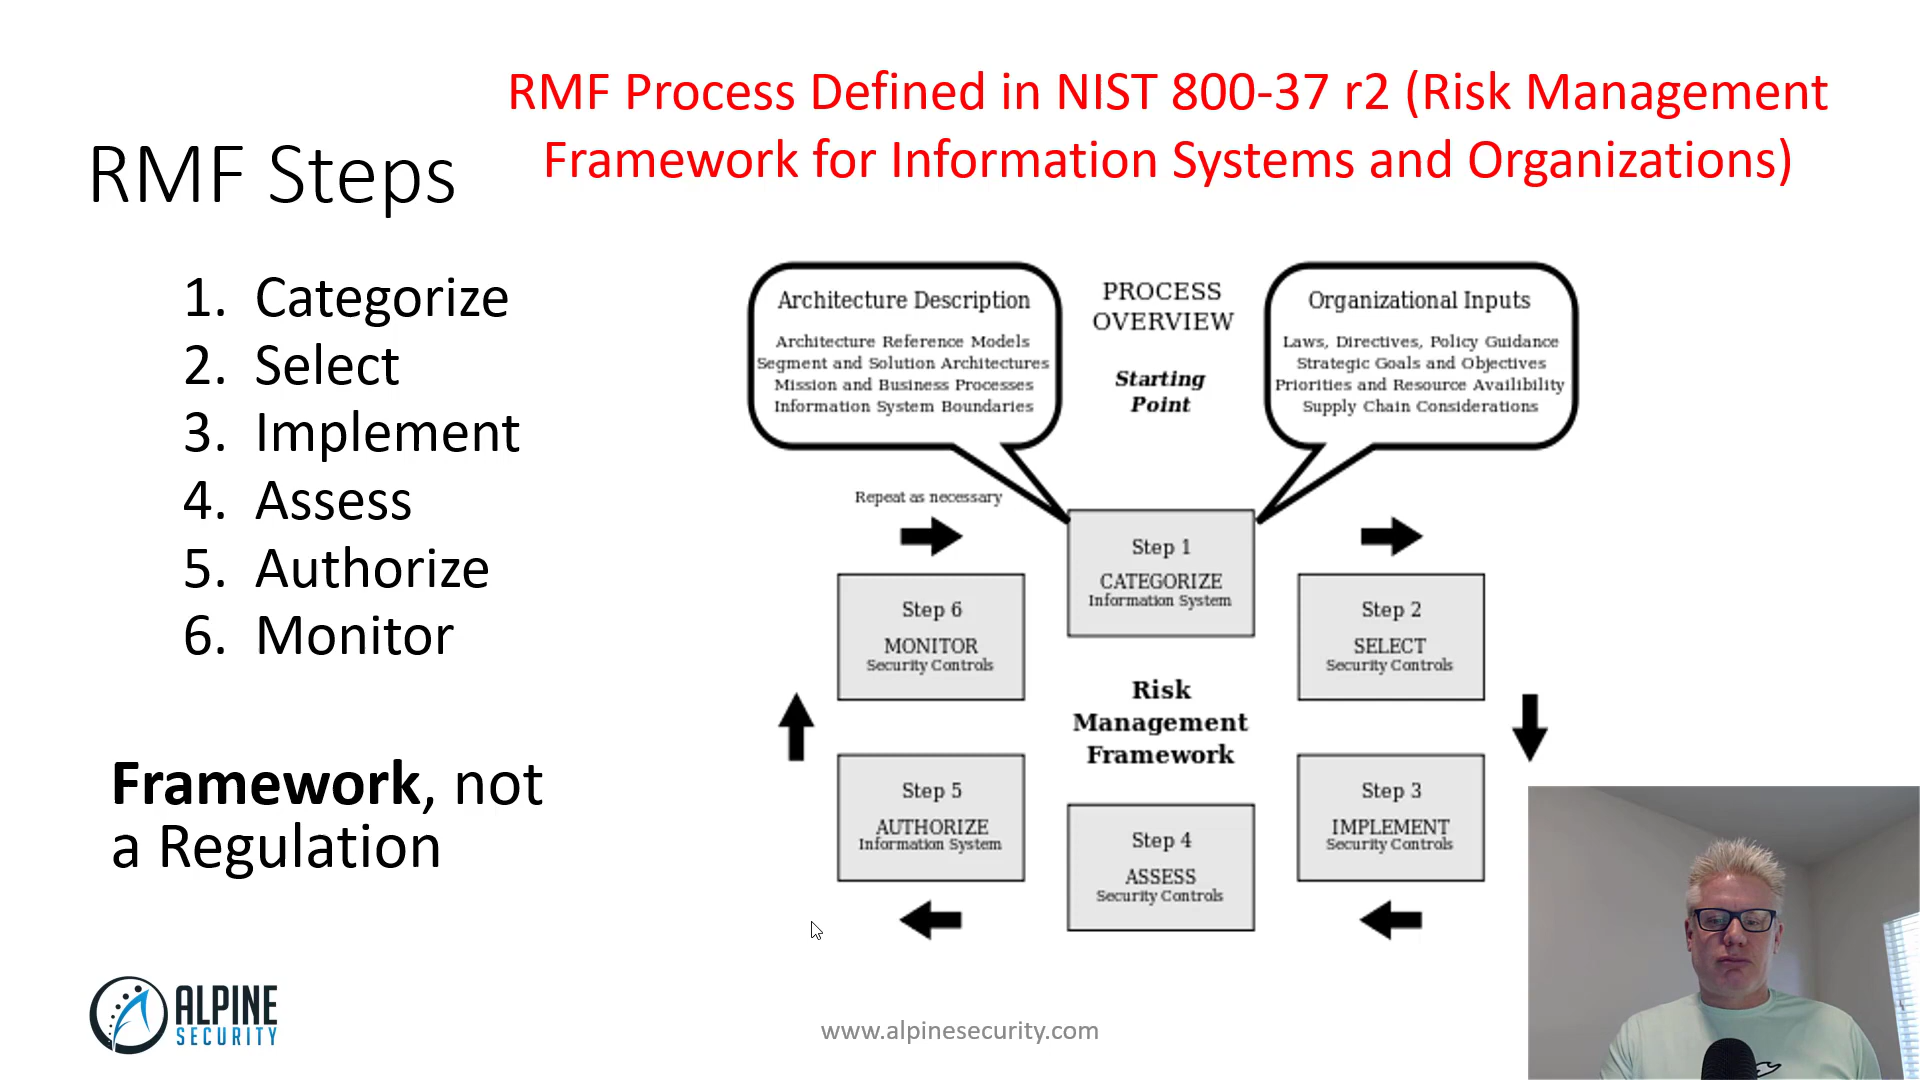 RMF Process Defined in NIST 800-37 r2 (Risk Management
Framework for Information Systems and Organizations)
RMF Steps
1. Categorize
2. Select
3. Implement
4. Assess
5. Authorize
6. Monitor
Framework, not
a Regulation
Architecture Description
Architecture Reference Models
Segment and Solution Architectures
Mission and Business Processes
Information System Boundaries
PROCESS
OVERVIEW
Starting
Point
Organizational Inputs
Laws, Directives, Policy Guidance
Strategic Goals and Objectives
Priorities and Resource Availibility
Supply Chain Considerations
Repeat as necessary
Step 1
CATEGORIZE
Information System
Step 2
SELECT
Security Controls
Step 3
IMPLEMENT
Security Controls
Step 4
ASSESS
Security Controls
Step 5
AUTHORIZE
Information System
Step 6
MONITOR
Security Controls
Risk
Management
Framework
ALPINE
SECURITY
www.alpinesecurity.com